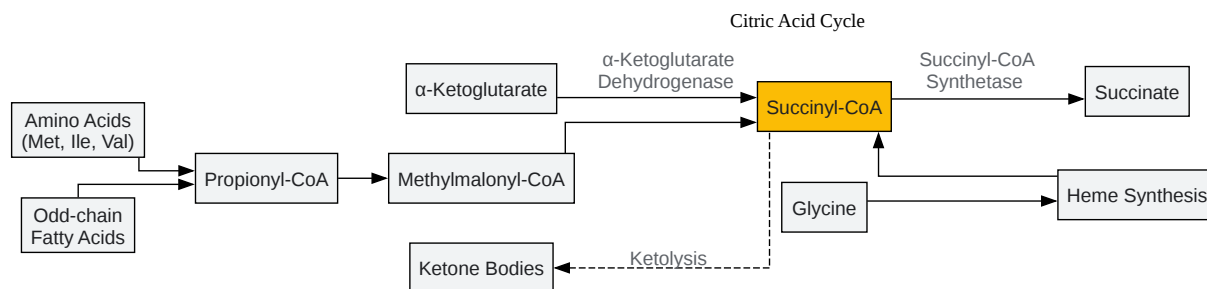 Citric Acid Cycle
α-Ketoglutarate
Dehydrogenase
Succinyl-CoA
Synthetase
α-Ketoglutarate
Succinyl-CoA
Succinate
Amino Acids
(Met, Ile, Val)
Propionyl-CoA
Methylmalonyl-CoA
Odd-chain
Fatty Acids
Glycine
Heme Synthesis
Ketone Bodies
Ketolysis